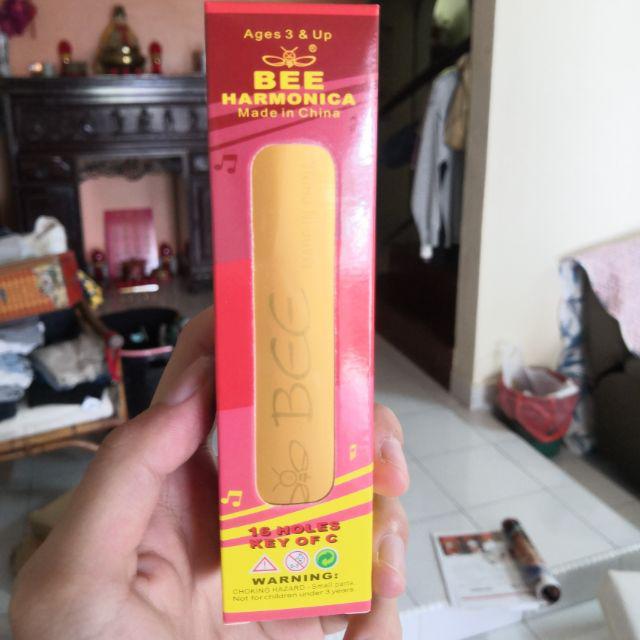 Ages 3 & Up
®
BEE
HARMONICA
Made in China
BEE
16 HOLES
KEY OF C
WARNING:
CHOKING HAZARD - Small parts.
Not for children under 3 years.